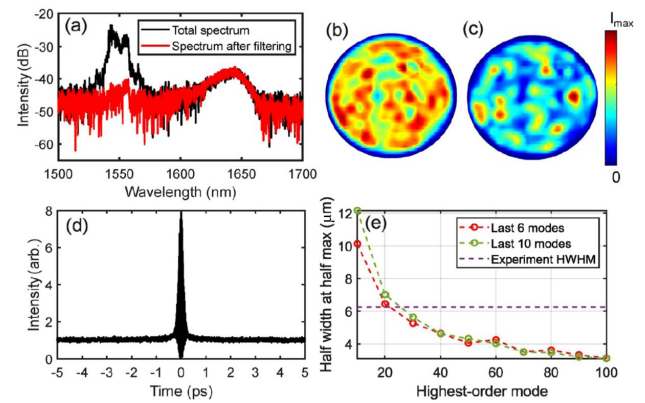 (a)
Total spectrum
Spectrum after filtering
Intensity (dB)
-20
-30
-40
-50
-60
1500
1550
1600
1650
1700
Wavelength (nm)
(b)
(c)
Imax
0
(d)
Intensity (arb.)
8
6
4
2
0
-5
-4
-3
-2
-1
0
1
2
3
4
5
Time (ps)
(e)
Last 6 modes
Last 10 modes
Experiment HWHM
Half width at half max (μm)
12
10
8
6
4
20
40
60
80
100
Highest-order mode